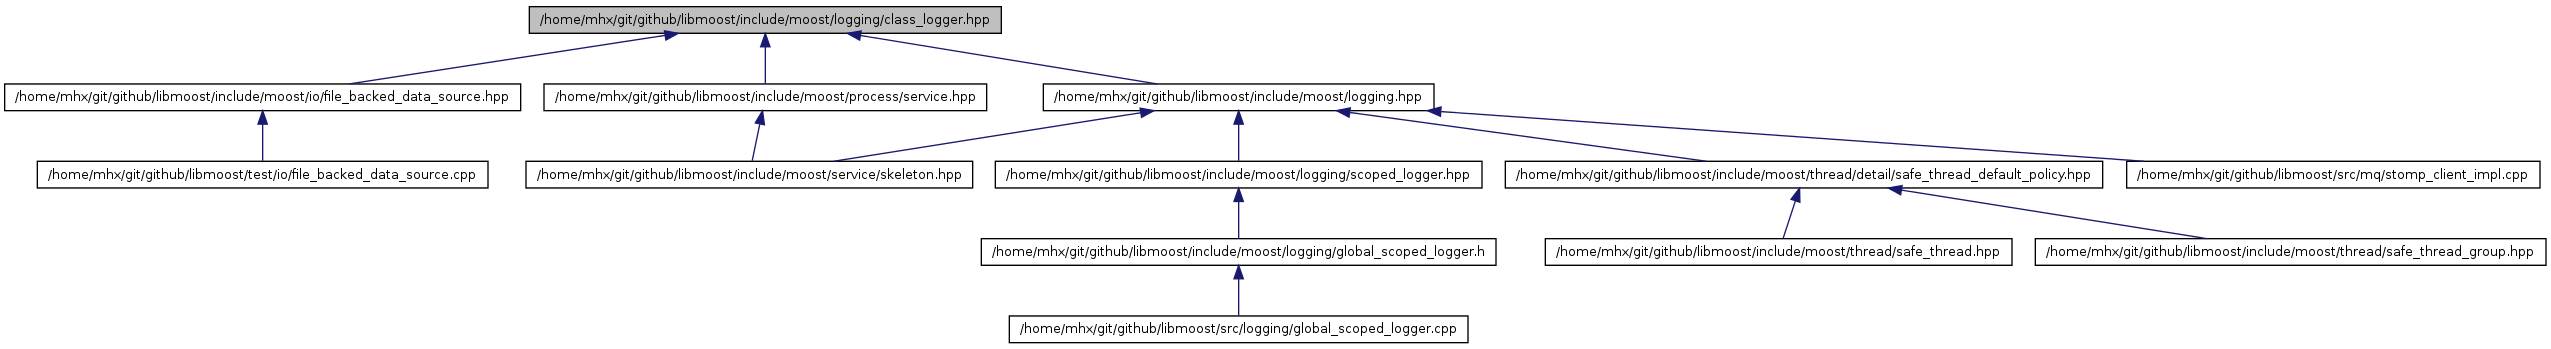 /home/mhx/git/github/libmoost/include/moost/logging/class_logger.hpp
/home/mhx/git/github/libmoost/include/moost/io/file_backed_data_source.hpp
/home/mhx/git/github/libmoost/include/moost/process/service.hpp
/home/mhx/git/github/libmoost/include/moost/logging.hpp
/home/mhx/git/github/libmoost/test/io/file_backed_data_source.cpp
/home/mhx/git/github/libmoost/include/moost/service/skeleton.hpp
/home/mhx/git/github/libmoost/include/moost/logging/scoped_logger.hpp
/home/mhx/git/github/libmoost/include/moost/thread/detail/safe_thread_default_policy.hpp
/home/mhx/git/github/libmoost/src/mq/stomp_client_impl.cpp
/home/mhx/git/github/libmoost/include/moost/logging/global_scoped_logger.h
/home/mhx/git/github/libmoost/include/moost/thread/safe_thread.hpp
/home/mhx/git/github/libmoost/include/moost/thread/safe_thread_group.hpp
/home/mhx/git/github/libmoost/src/logging/global_scoped_logger.cpp